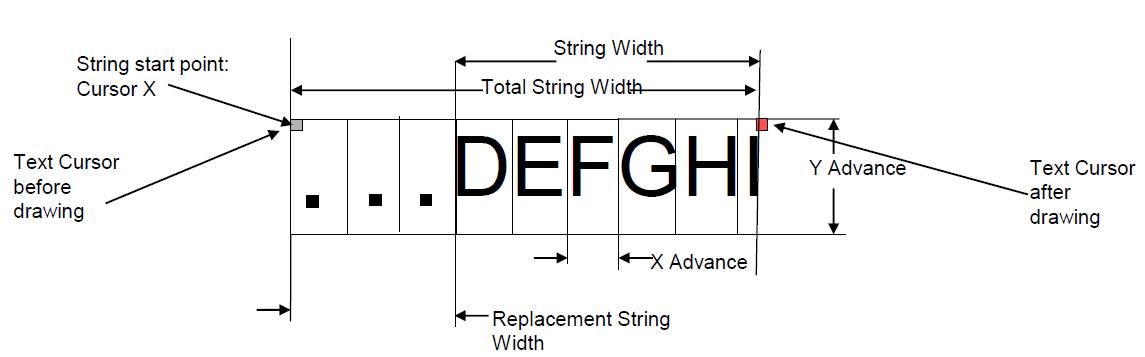 String Width
String start point:
Cursor X
Total String Width
...DEFGHI
Text Cursor
before
drawing
Y Advance
Text Cursor
after
drawing
X Advance
Replacement String
Width